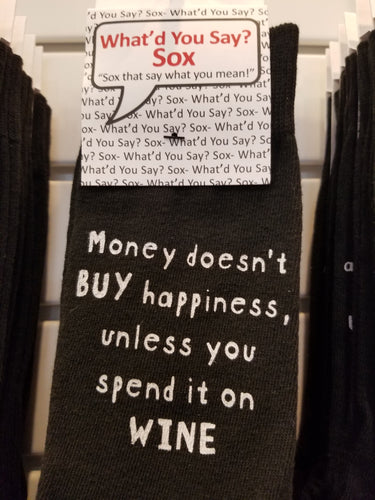 What'd You Say?
Sox
"Sox that say what you mean!"
Money doesn't
BUY happiness,
unless you
spend it on
WINE